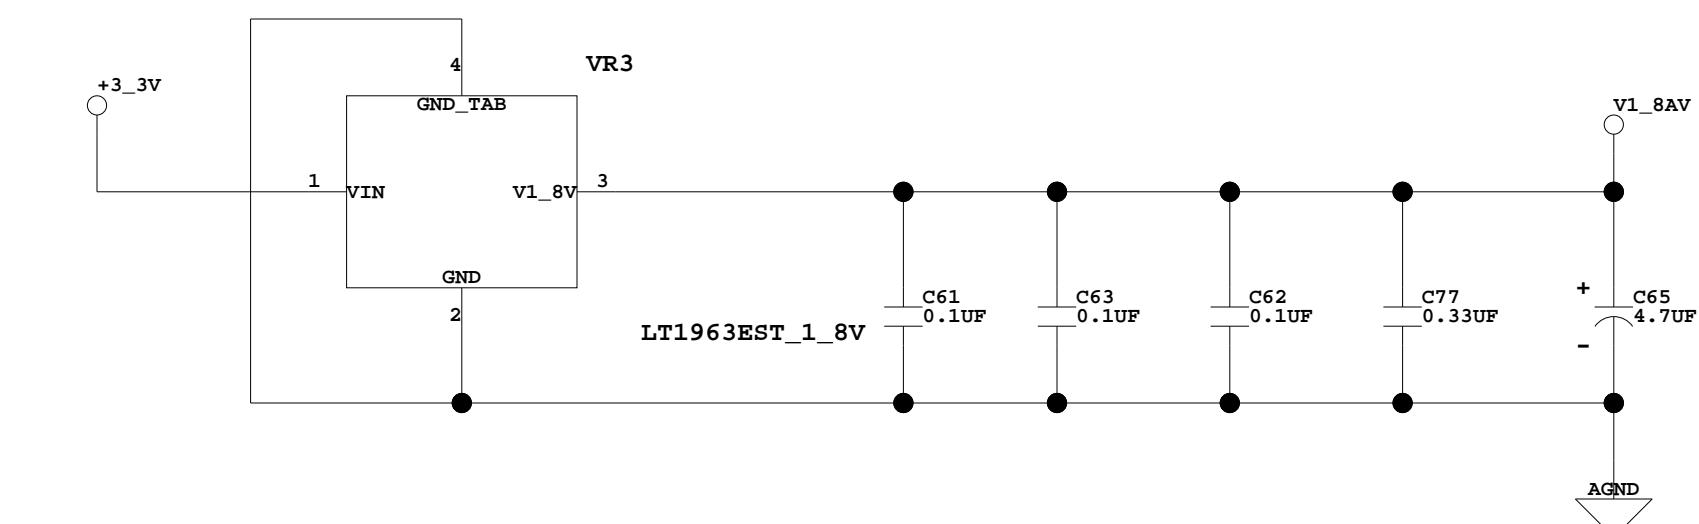 4
VR3
+3_3V
GND_TAB
V1_8AV
1
VIN
V1_8V
3
GND
2
LT1963EST_1_8V
C61
0.1UF
C63
0.1UF
C62
0.1UF
C77
0.33UF
+
C65
4.7UF
-
AGND